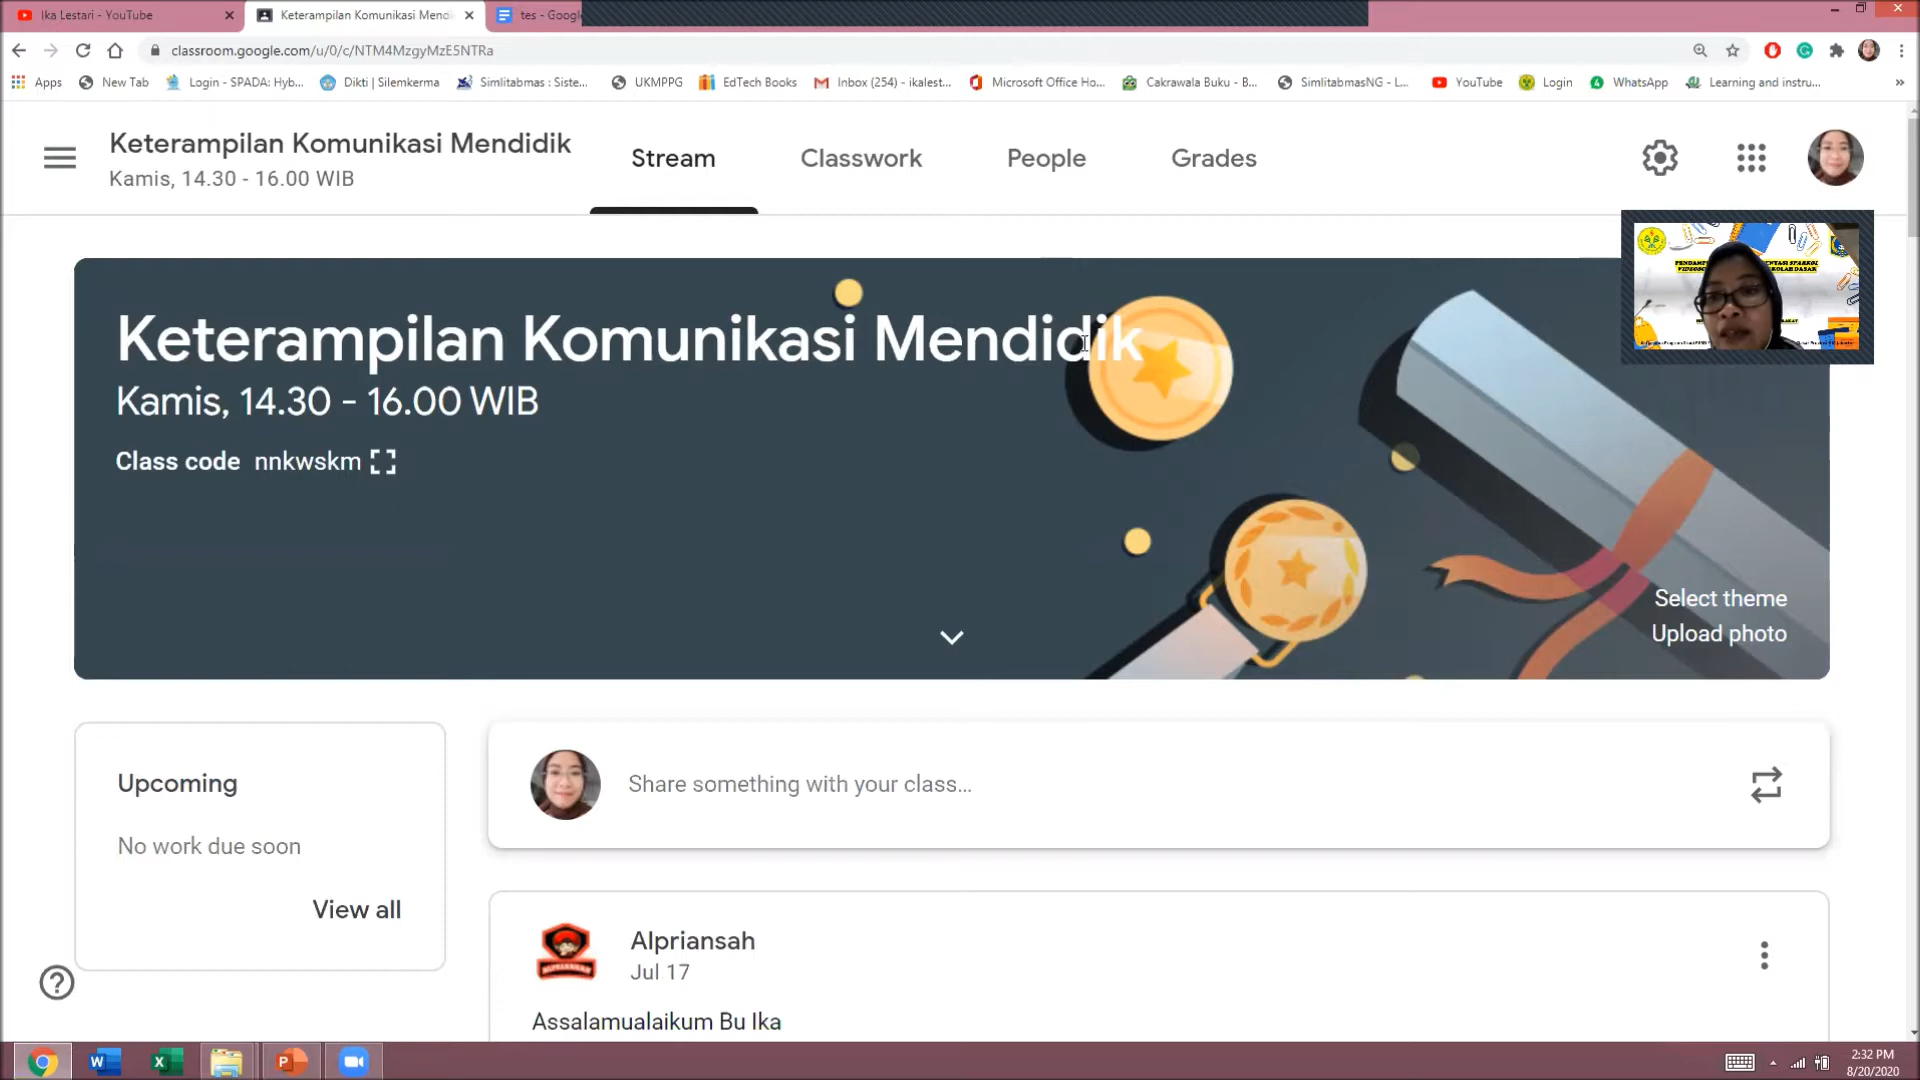 Ika Lestari - YouTube
Keterampilan Komunikasi Mendi
tes - Google
classroom.google.com/u/0/c/NTM4MzgyMzE5NTRa
Apps
New Tab
Login - SPADA: Hyb...
Dikti | Silemkerma
Simlitabmas : Siste...
UKMPPG
EdTech Books
Inbox (254) - ikalest...
Microsoft Office Ho...
Cakrawala Buku - B...
SimlitabmasNG - L...
YouTube
Login
WhatsApp
Learning and instru...
Keterampilan Komunikasi Mendidik
Kamis, 14.30 - 16.00 WIB
Stream
Classwork
People
Grades
Keterampilan Komunikasi Mendidik
Kamis, 14.30 - 16.00 WIB
Class code nnkwskm
Select theme
Upload photo
Upcoming
No work due soon
View all
Share something with your class...
Alpriansah
Jul 17
Assalamualaikum Bu Ika
2:32 PM
8/20/2020